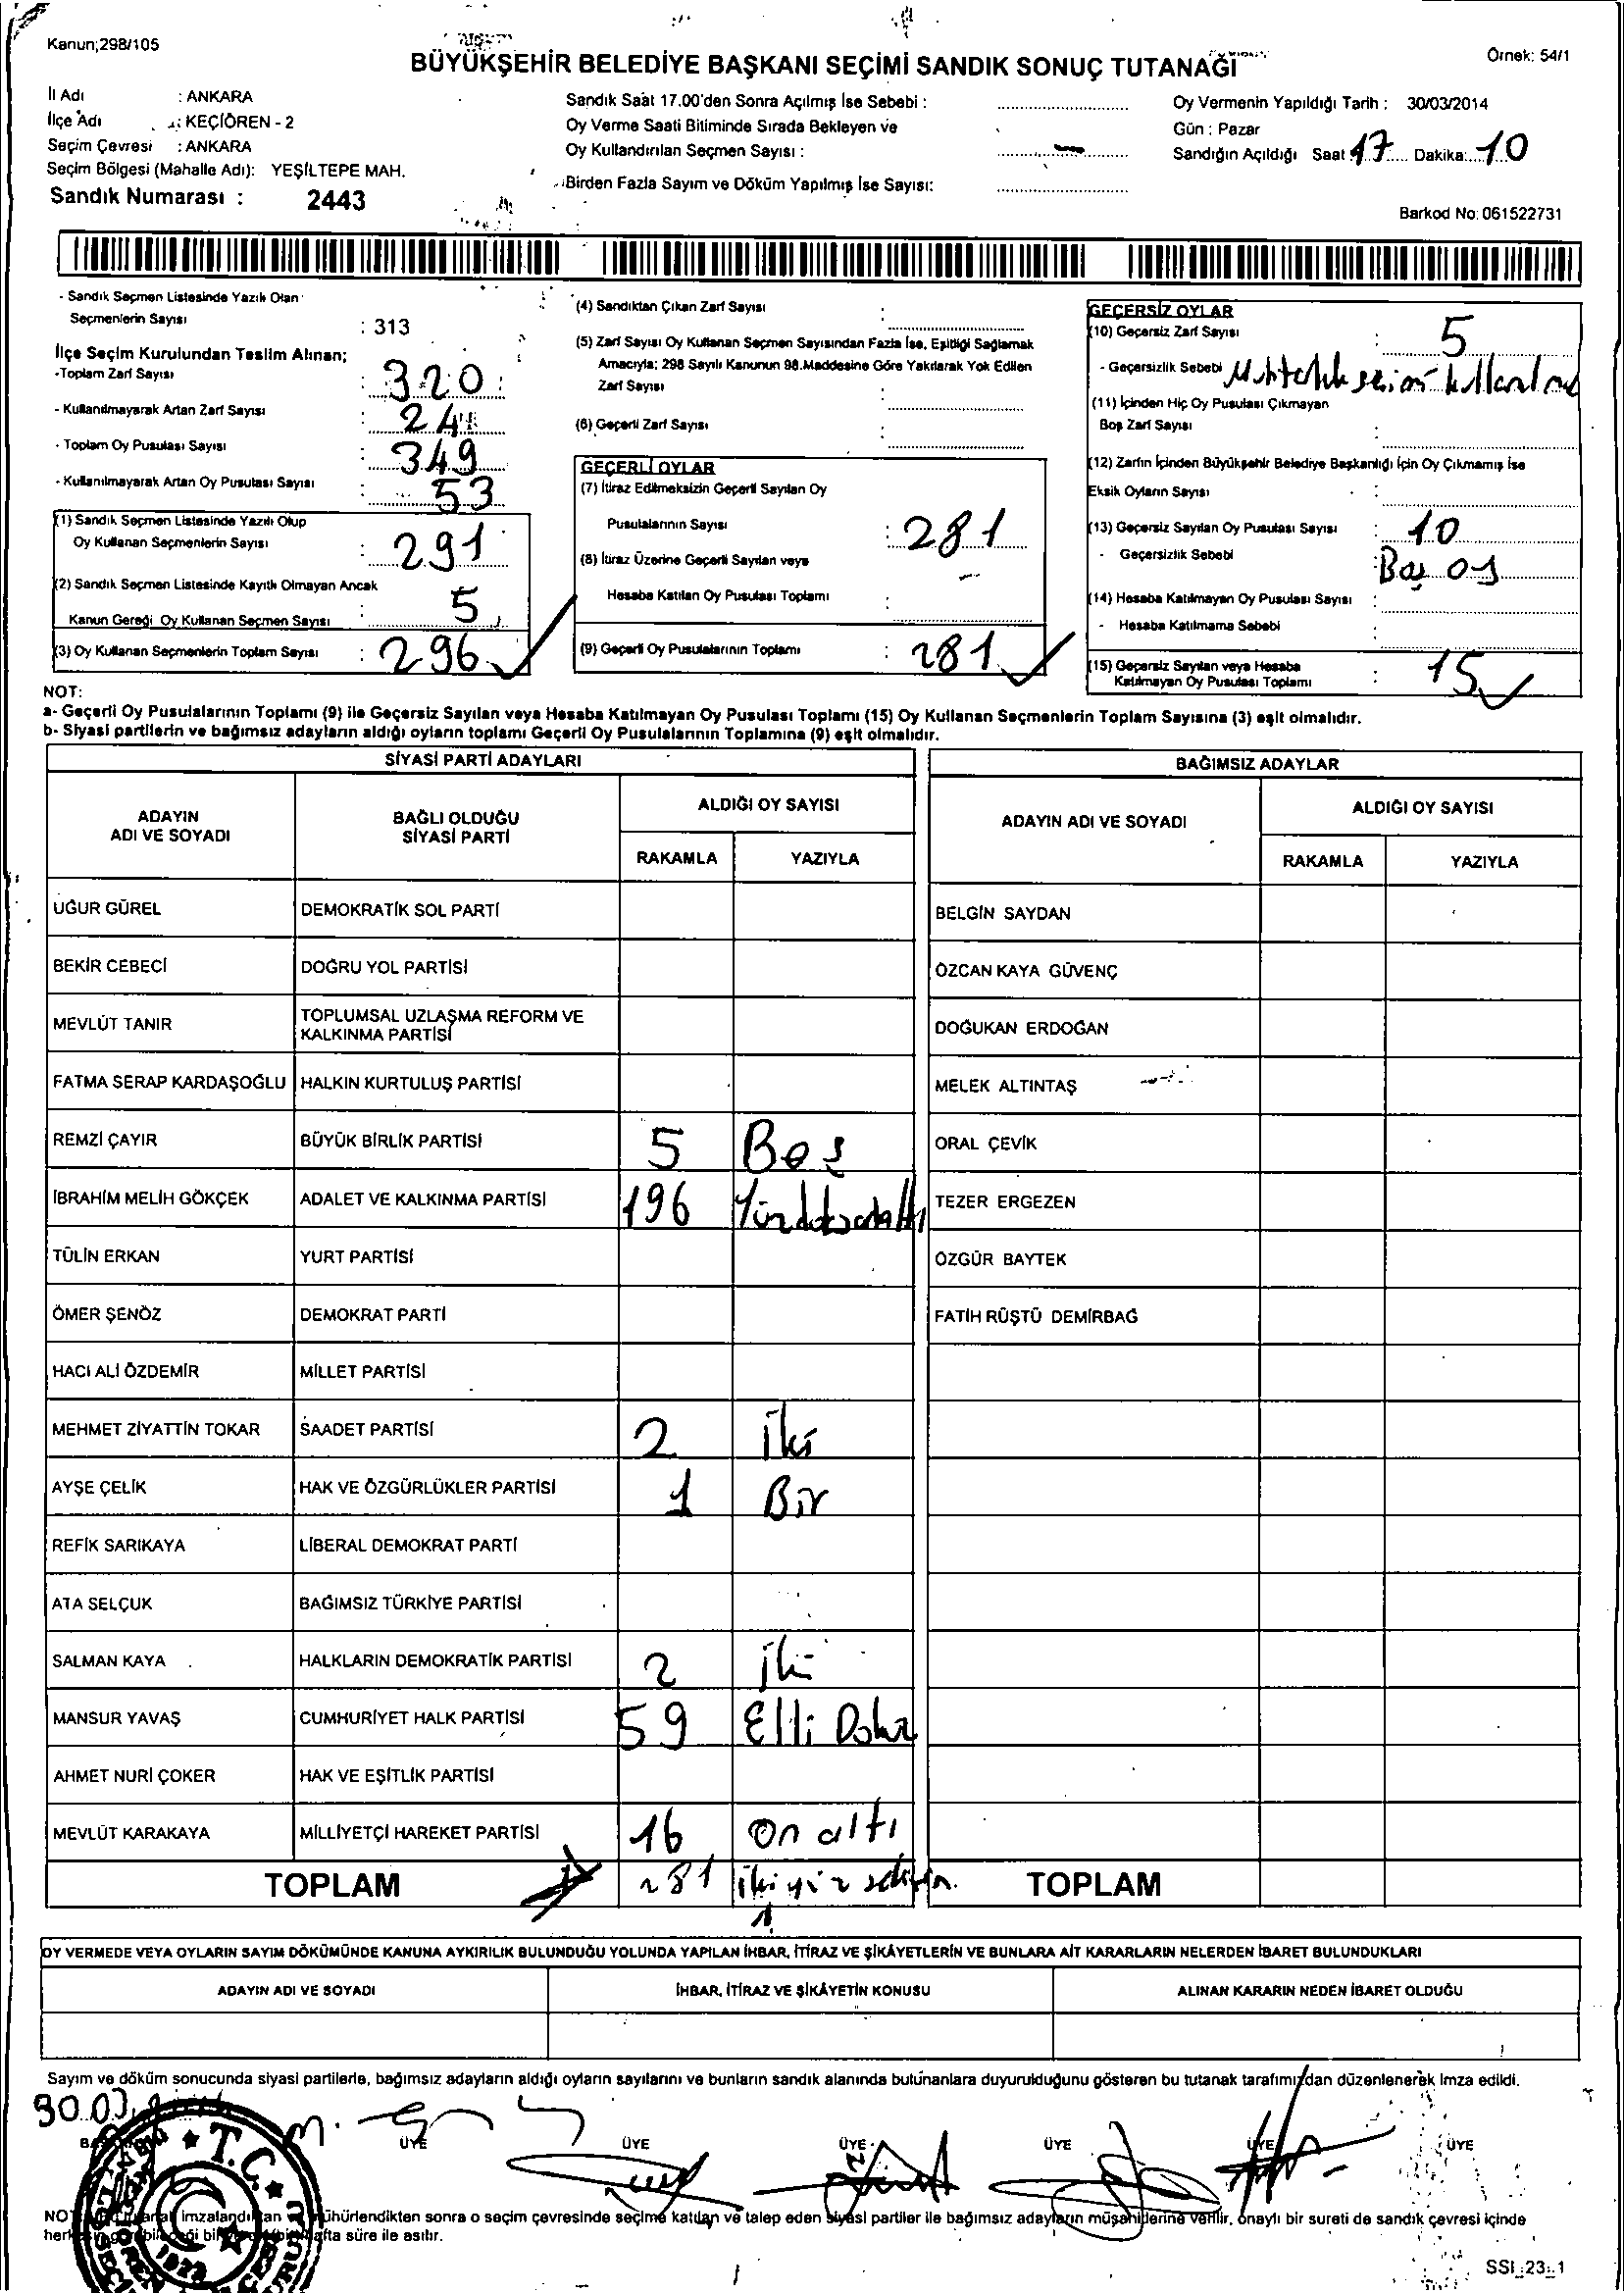 Kanun;298/105
BÜYÜKŞEHİR BELEDİYE BAŞKANI SEÇİMİ SANDIK SONUÇ TUTANAĞI
Örnek: 54/1
İl Adı : ANKARA
İlçe Adı : KEÇİÖREN - 2
Seçim Çevresi : ANKARA
Seçim Bölgesi (Mahalle Adı): YEŞİLTEPE MAH.
Sandık Numarası : 2443
Sandık Saat 17.00'den Sonra Açılmış İse Sebebi :
Oy Verme Saati Bitiminde Sırada Bekleyen ve
Oy Kullandırılan Seçmen Sayısı : —
Birden Fazla Sayım ve Döküm Yapılmış İse Sayısı:
Oy Vermenin Yapıldığı Tarih : 30/03/2014
Gün : Pazar
Sandığın Açıldığı Saat 17 Dakika: 10
Barkod No: 061522731
- Sandık Seçmen Listesinde Yazılı Olan
Seçmenlerin Sayısı : 313
İlçe Seçim Kurulundan Teslim Alınan;
-Toplam Zarf Sayısı : 320
- Kullanılmayarak Artan Zarf Sayısı : 24
- Toplam Oy Pusulası Sayısı : 349
- Kullanılmayarak Artan Oy Pusulası Sayısı : 53
(1) Sandık Seçmen Listesinde Yazılı Olup
Oy Kullanan Seçmenlerin Sayısı : 291
(2) Sandık Seçmen Listesinde Kayıtlı Olmayan Ancak
Kanun Gereği Oy Kullanan Seçmen Sayısı : 5
(3) Oy Kullanan Seçmenlerin Toplam Sayısı : 296
(4) Sandıktan Çıkan Zarf Sayısı :
(5) Zarf Sayısı Oy Kullanan Seçmen Sayısından Fazla İse, Eşitliği Sağlamak
Amacıyla; 298 Sayılı Kanunun 98.Maddesine Göre Yakılarak Yok Edilen
Zarf Sayısı :
(6) Geçerli Zarf Sayısı :
GEÇERLİ OYLAR
(7) İtiraz Edilmeksizin Geçerli Sayılan Oy
Pusulalarının Sayısı : 281
(8) İtiraz Üzerine Geçerli Sayılan veya
Hesaba Katılan Oy Pusulası Toplamı : —
(9) Geçerli Oy Pusulalarının Toplamı : 281
GEÇERSİZ OYLAR
(10) Geçersiz Zarf Sayısı : 5
- Geçersizlik Sebebi Muhtarlık seçimi
(11) İçinden Hiç Oy Pusulası Çıkmayan
Boş Zarf Sayısı :
(12) Zarfın İçinden Büyükşehir Belediye Başkanlığı İçin Oy Çıkmamış İse
Eksik Oyların Sayısı :
(13) Geçersiz Sayılan Oy Pusulası Sayısı : 10
- Geçersizlik Sebebi : Boş oy
(14) Hesaba Katılmayan Oy Pusulası Sayısı :
- Hesaba Katılmama Sebebi :
(15) Geçersiz Sayılan veya Hesaba
Katılmayan Oy Pusulası Toplamı : 15
NOT:
a- Geçerli Oy Pusulalarının Toplamı (9) ile Geçersiz Sayılan veya Hesaba Katılmayan Oy Pusulası Toplamı (15) Oy Kullanan Seçmenlerin Toplam Sayısına (3) eşit olmalıdır.
b- Siyasi partilerin ve bağımsız adayların aldığı oyların toplamı Geçerli Oy Pusulalarının Toplamına (9) eşit olmalıdır.
SİYASİ PARTİ ADAYLARI
ADAYIN ADI VE SOYADI BAĞLI OLDUĞU SİYASİ PARTİ ALDIĞI OY SAYISI
RAKAMLA YAZIYLA
UĞUR GÜREL DEMOKRATİK SOL PARTİ
BEKİR CEBECİ DOĞRU YOL PARTİSİ
MEVLÜT TANIR TOPLUMSAL UZLAŞMA REFORM VE KALKINMA PARTİSİ
FATMA SERAP KARDAŞOĞLU HALKIN KURTULUŞ PARTİSİ
REMZİ ÇAYIR BÜYÜK BİRLİK PARTİSİ 5 Beş
İBRAHİM MELİH GÖKÇEK ADALET VE KALKINMA PARTİSİ 196 Yüzdoksanaltı
TÜLİN ERKAN YURT PARTİSİ
ÖMER ŞENÖZ DEMOKRAT PARTİ
HACI ALİ ÖZDEMİR MİLLET PARTİSİ
MEHMET ZİYATTİN TOKAR SAADET PARTİSİ 2 İki
AYŞE ÇELİK HAK VE ÖZGÜRLÜKLER PARTİSİ 1 Bir
REFİK SARIKAYA LİBERAL DEMOKRAT PARTİ
ATA SELÇUK BAĞIMSIZ TÜRKİYE PARTİSİ
SALMAN KAYA HALKLARIN DEMOKRATİK PARTİSİ 2 İki
MANSUR YAVAŞ CUMHURİYET HALK PARTİSİ 59 Elli Dokuz
AHMET NURİ ÇOKER HAK VE EŞİTLİK PARTİSİ
MEVLÜT KARAKAYA MİLLİYETÇİ HAREKET PARTİSİ 16 On altı
TOPLAM 281 ikiyüz seksen
BAĞIMSIZ ADAYLAR
ADAYIN ADI VE SOYADI ALDIĞI OY SAYISI
RAKAMLA YAZIYLA
BELGİN SAYDAN
ÖZCAN KAYA GÜVENÇ
DOĞUKAN ERDOĞAN
MELEK ALTINTAŞ
ORAL ÇEVİK
TEZER ERGEZEN
ÖZGÜR BAYTEK
FATİH RÜŞTÜ DEMİRBAĞ
TOPLAM
OY VERMEDE VEYA OYLARIN SAYIM DÖKÜMÜNDE KANUNA AYKIRILIK BULUNDUĞU YOLUNDA YAPILAN İHBAR, İTİRAZ VE ŞİKÂYETLERİN VE BUNLARA AİT KARARLARIN NELERDEN İBARET BULUNDUKLARI
ADAYIN ADI VE SOYADI İHBAR, İTİRAZ VE ŞİKÂYETİN KONUSU ALINAN KARARIN NEDEN İBARET OLDUĞU
Sayım ve döküm sonucunda siyasi partilerle, bağımsız adayların aldığı oyların sayılarını ve bunların sandık alanında bulunanlara duyurulduğunu gösteren bu tutanak tarafımızdan düzenlenerek imza edildi.
30.03
ÜYE ÜYE ÜYE ÜYE ÜYE ÜYE
T.C.
1923
imzalandıktan mühürlendikten sonra o seçim çevresinde seçime katılan ve talep eden siyasi partiler ile bağımsız adayların müşahitlerine verilir, onaylı bir sureti de sandık çevresi içinde
hafta süre ile asılır.
SSI_23_1